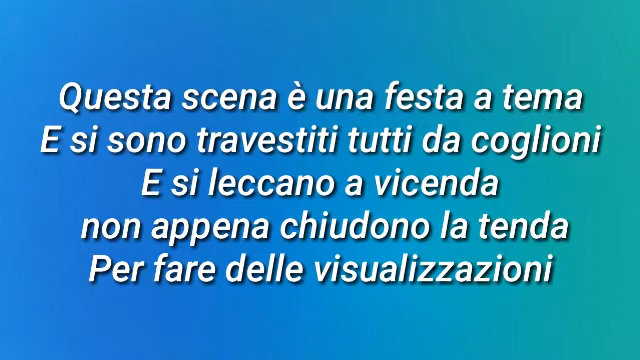 Questa scena è una festa a tema
E si sono travestiti tutti da coglioni
E si leccano a vicenda
non appena chiudono la tenda
Per fare delle visualizzazioni